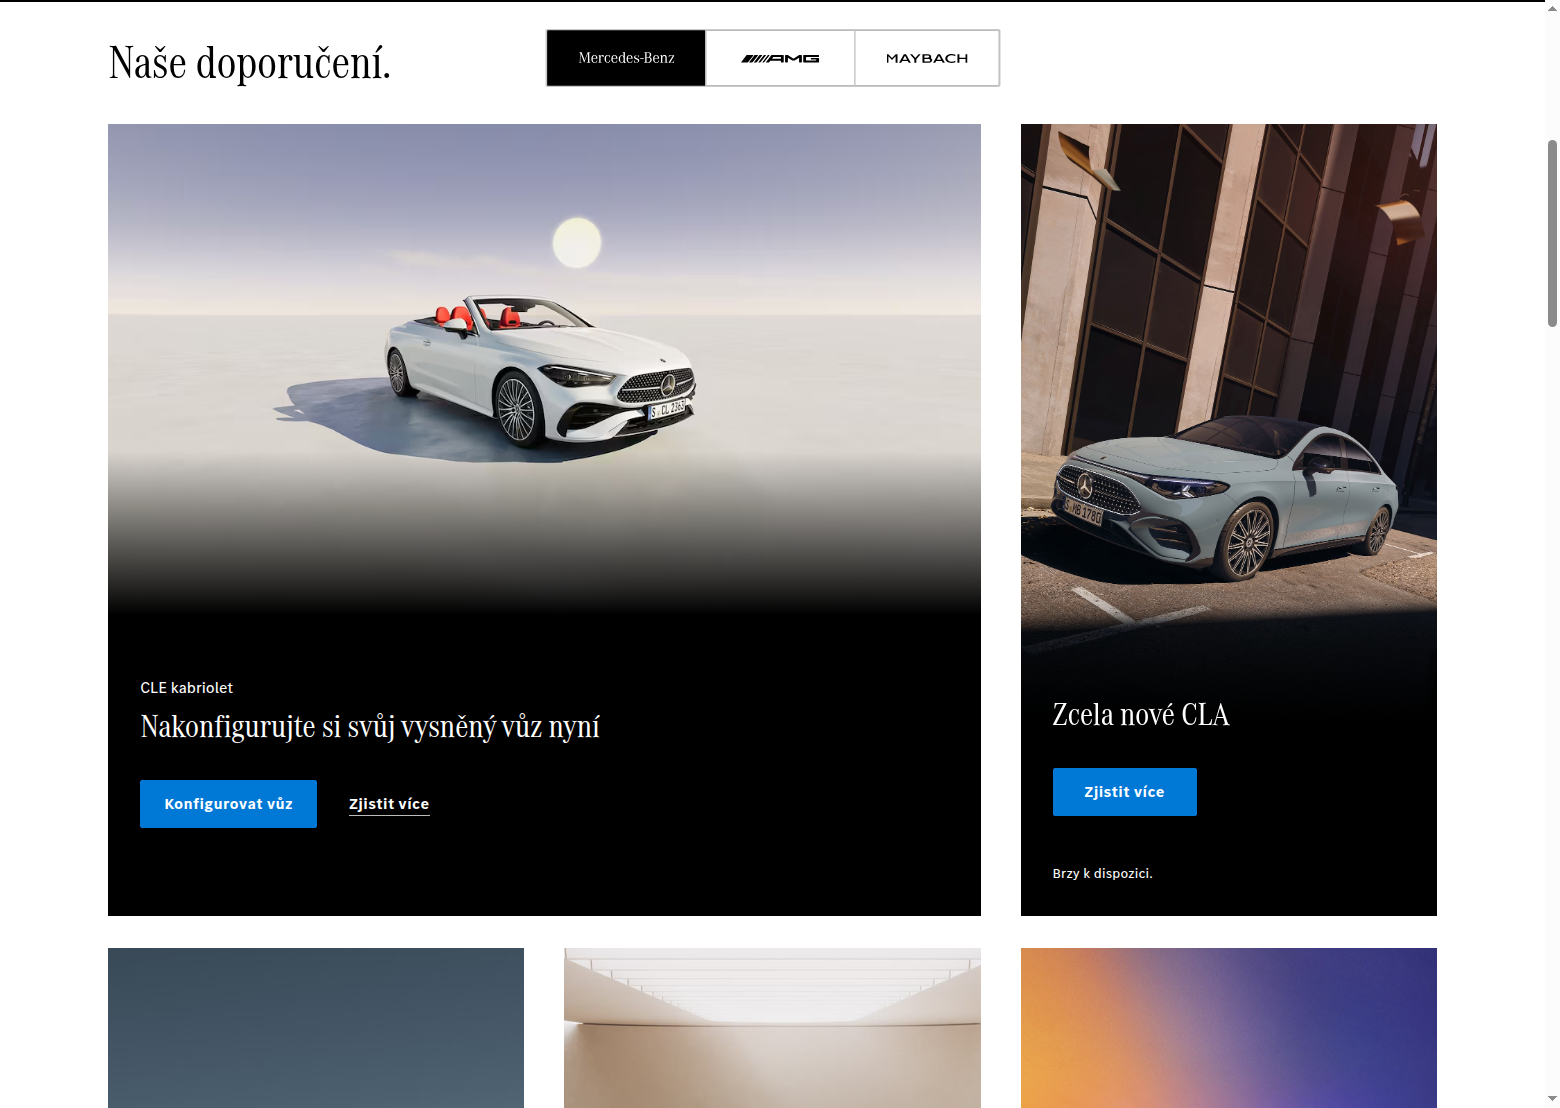 Naše doporučení.
Mercedes-Benz
AMG
MAYBACH
S CL 2363
S MB 1780
CLE kabriolet
Nakonfigurujte si svůj vysněný vůz nyní
Konfigurovat vůz
Zjistit více
Zcela nové CLA
Zjistit více
Brzy k dispozici.